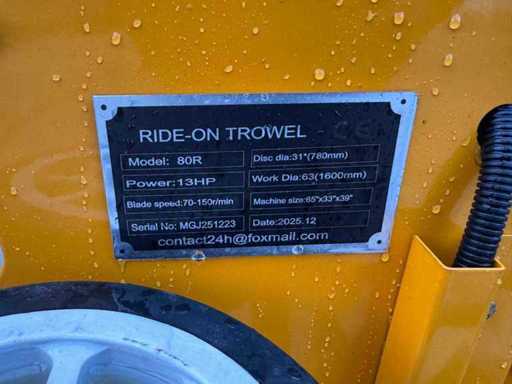 RIDE-ON TROWEL CE
Model: 80R
Disc dia:31"(780mm)
Power:13HP
Work Dia:63(1600mm)
Blade speed:70-150r/min
Machine size:65"x33"x39"
Serial No: MGJ251223
Date:2025.12
contact24h@foxmail.com